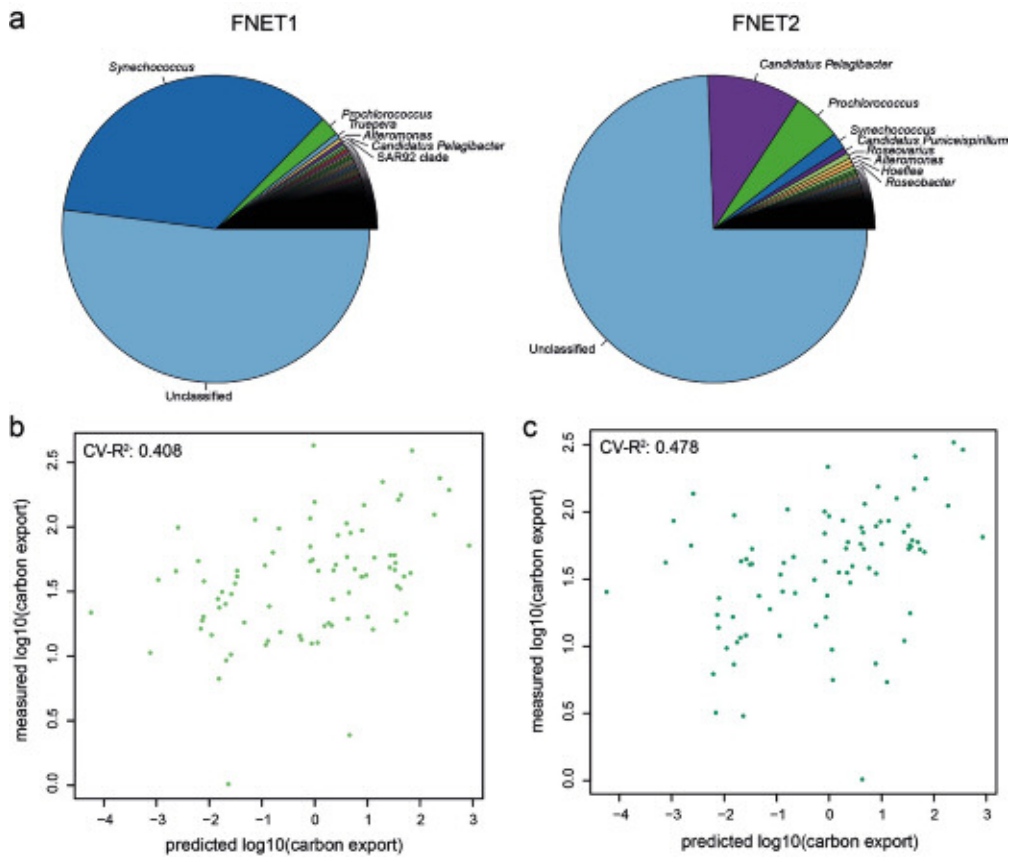 a
FNET1
FNET2
Synechococcus
Prochlorococcus
Truepera
Alteromonas
Candidatus Pelagibacter
SAR92 clade
Unclassified
Candidatus Pelagibacter
Prochlorococcus
Synechococcus
Candidatus Puniceispirillum
Roseovarius
Alteromonas
Hoeflea
Roseobacter
Unclassified
b
CV-R²: 0.408
measured log10(carbon export)
2.5
2.0
1.5
1.0
0.5
0.0
−4 −3 −2 −1 0 1 2 3
predicted log10(carbon export)
c
CV-R²: 0.478
measured log10(carbon export)
2.5
2.0
1.5
1.0
0.5
0.0
−4 −3 −2 −1 0 1 2 3
predicted log10(carbon export)